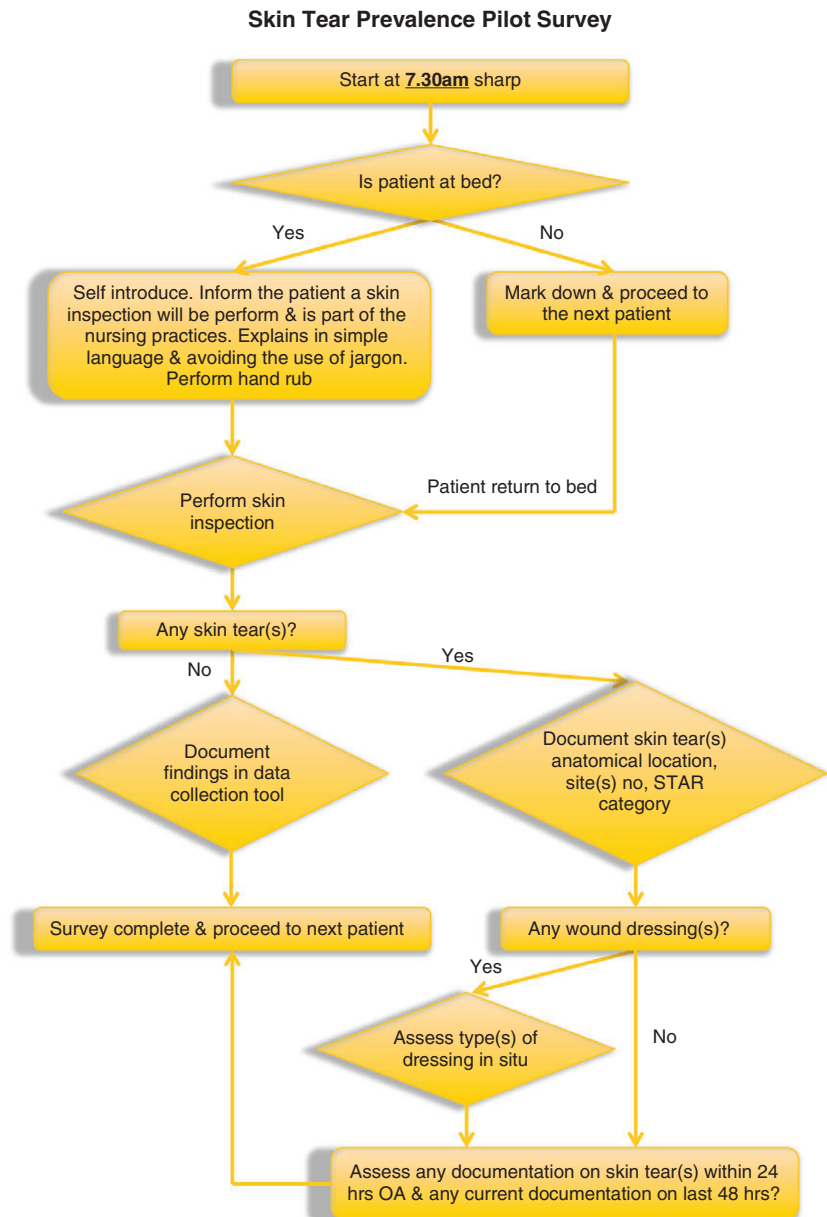 Skin Tear Prevalence Pilot Survey
Start at 7.30am sharp
Is patient at bed?
Yes
No
Self introduce. Inform the patient a skin
inspection will be perform & is part of the
nursing practices. Explains in simple
language & avoiding the use of jargon.
Perform hand rub
Mark down & proceed to
the next patient
Patient return to bed
Perform skin
inspection
Any skin tear(s)?
No
Yes
Document
findings in data
collection tool
Document skin tear(s)
anatomical location,
site(s) no, STAR
category
Survey complete & proceed to next patient
Any wound dressing(s)?
Yes
No
Assess type(s) of
dressing in situ
Assess any documentation on skin tear(s) within 24
hrs OA & any current documentation on last 48 hrs?